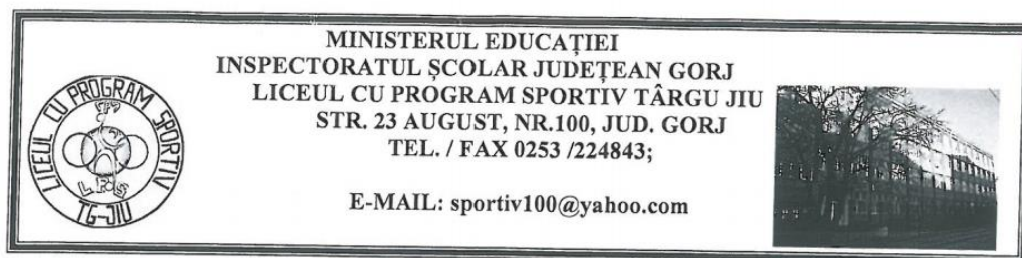 MINISTERUL EDUCAȚIEI
INSPECTORATUL ȘCOLAR JUDEȚEAN GORJ
LICEUL CU PROGRAM SPORTIV TÂRGU JIU
STR. 23 AUGUST, NR.100, JUD. GORJ
TEL. / FAX 0253 /224843;
E-MAIL: sportiv100@yahoo.com
LICEUL CU PROGRAM SPORTIV
L.P.S
TG-JIU